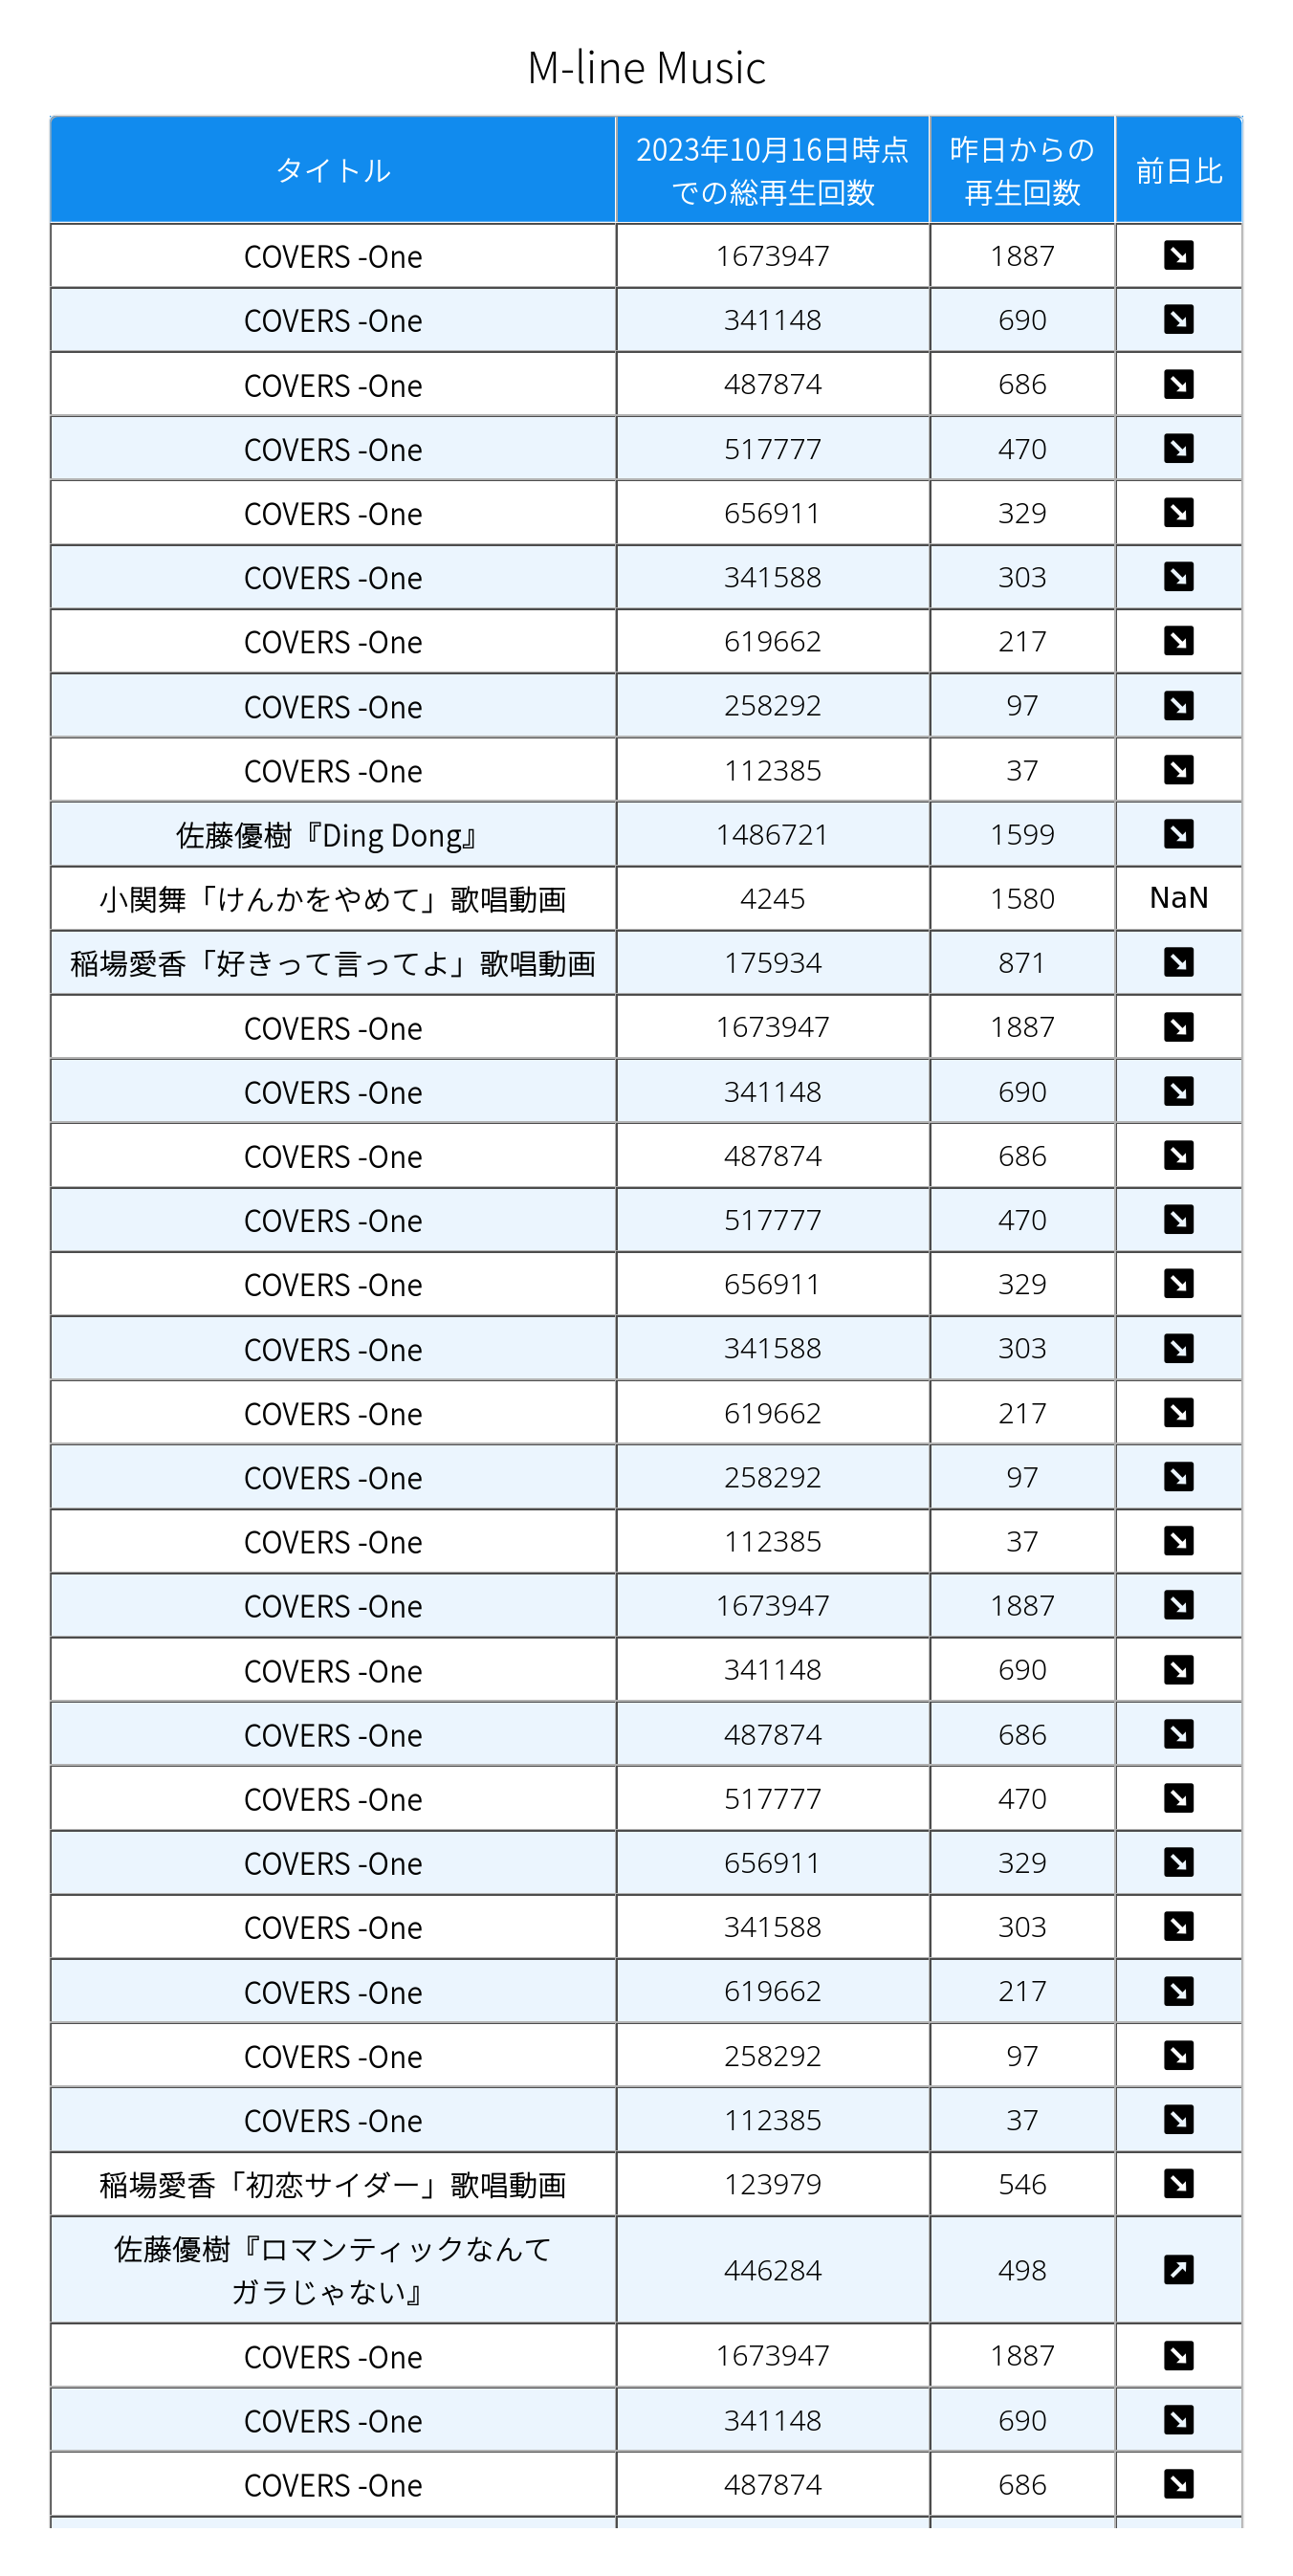 M-line Music
タイトル 2023年10月16日時点 昨日からの 前日比
での総再生回数 再生回数
COVERS -One 1673947 1887 ↘
COVERS -One 341148 690 ↘
COVERS -One 487874 686 ↘
COVERS -One 517777 470 ↘
COVERS -One 656911 329 ↘
COVERS -One 341588 303 ↘
COVERS -One 619662 217 ↘
COVERS -One 258292 97 ↘
COVERS -One 112385 37 ↘
佐藤優樹『Ding Dong』 1486721 1599 ↘
小関舞「けんかをやめて」歌唱動画 4245 1580 NaN
稲場愛香「好きって言ってよ」歌唱動画 175934 871 ↘
COVERS -One 1673947 1887 ↘
COVERS -One 341148 690 ↘
COVERS -One 487874 686 ↘
COVERS -One 517777 470 ↘
COVERS -One 656911 329 ↘
COVERS -One 341588 303 ↘
COVERS -One 619662 217 ↘
COVERS -One 258292 97 ↘
COVERS -One 112385 37 ↘
COVERS -One 1673947 1887 ↘
COVERS -One 341148 690 ↘
COVERS -One 487874 686 ↘
COVERS -One 517777 470 ↘
COVERS -One 656911 329 ↘
COVERS -One 341588 303 ↘
COVERS -One 619662 217 ↘
COVERS -One 258292 97 ↘
COVERS -One 112385 37 ↘
稲場愛香「初恋サイダー」歌唱動画 123979 546 ↘
佐藤優樹『ロマンティックなんて
ガラじゃない』 446284 498 ↗
COVERS -One 1673947 1887 ↘
COVERS -One 341148 690 ↘
COVERS -One 487874 686 ↘